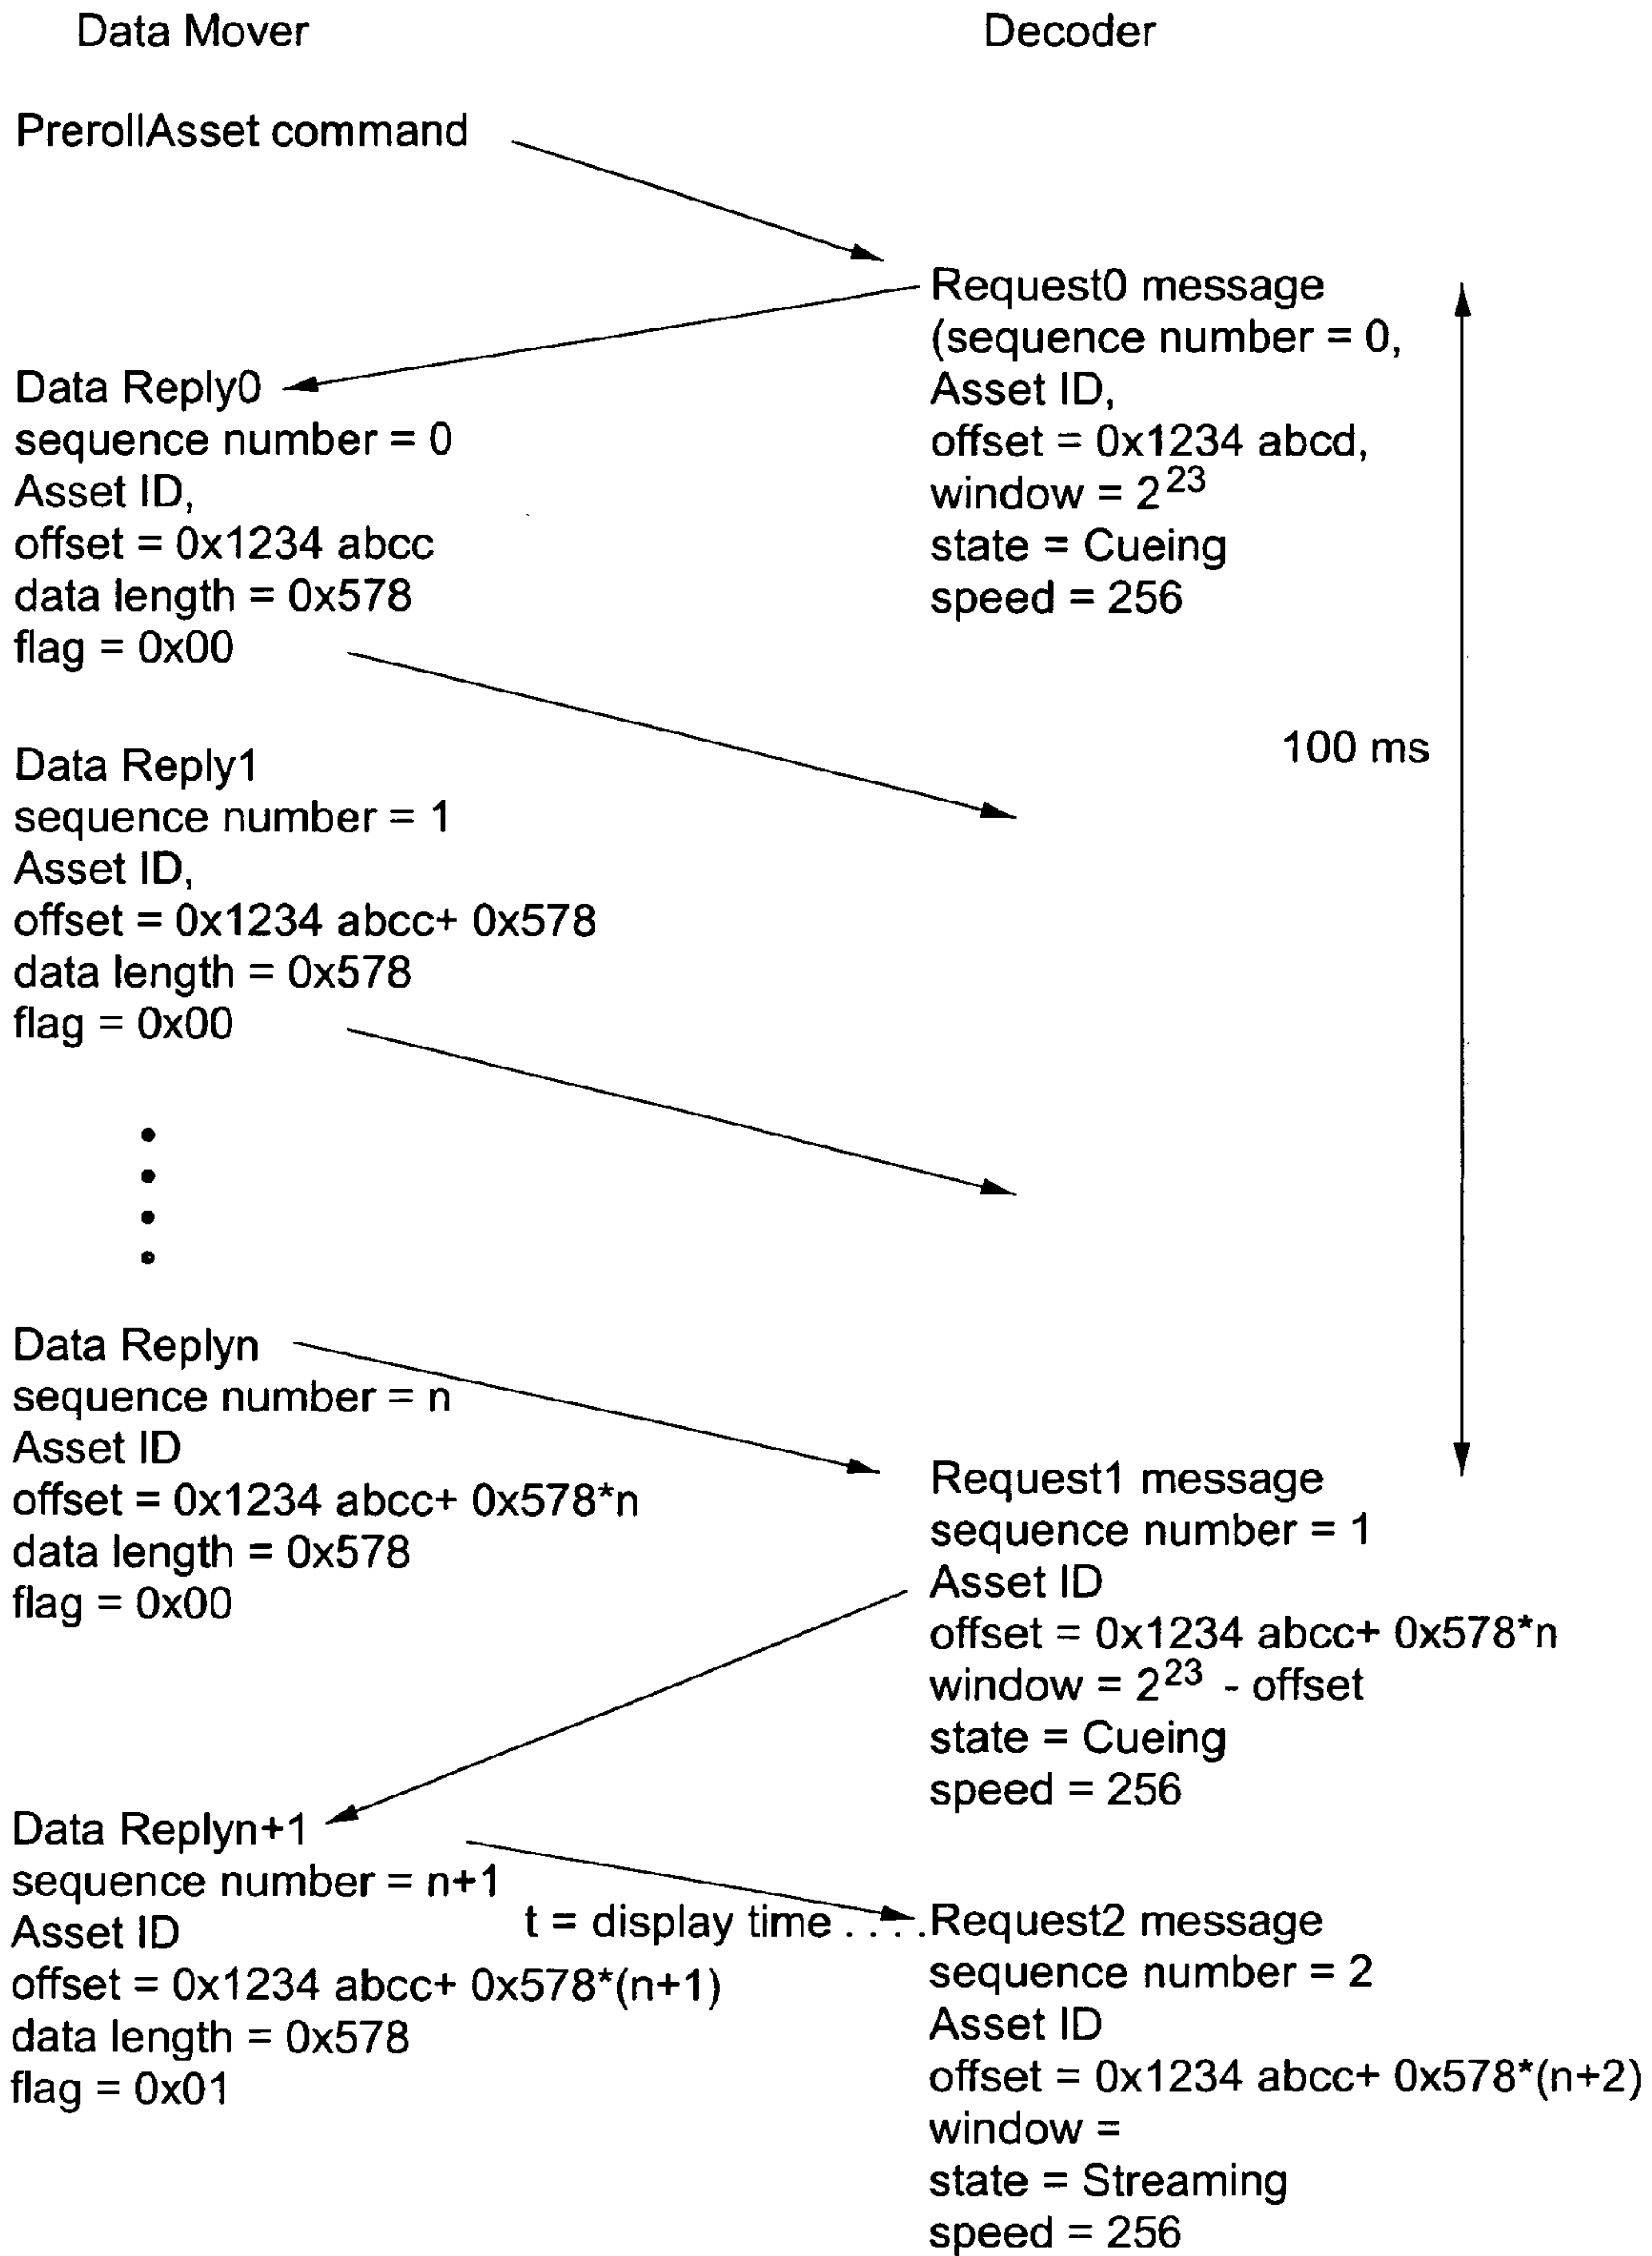 Data Mover
Decoder
PrerollAsset command
Request0 message
(sequence number = 0,
Asset ID,
offset = 0x1234 abcd,
window = 2²³
state = Cueing
speed = 256
Data Reply0
sequence number = 0
Asset ID,
offset = 0x1234 abcc
data length = 0x578
flag = 0x00
100 ms
Data Reply1
sequence number = 1
Asset ID,
offset = 0x1234 abcc+ 0x578
data length = 0x578
flag = 0x00
Data Replyn
sequence number = n
Asset ID
offset = 0x1234 abcc+ 0x578*n
data length = 0x578
flag = 0x00
Request1 message
sequence number = 1
Asset ID
offset = 0x1234 abcc+ 0x578*n
window = 2²³ - offset
state = Cueing
speed = 256
Data Replyn+1
sequence number = n+1
Asset ID
offset = 0x1234 abcc+ 0x578*(n+1)
data length = 0x578
flag = 0x01
t = display time . . . .
Request2 message
sequence number = 2
Asset ID
offset = 0x1234 abcc+ 0x578*(n+2)
window =
state = Streaming
speed = 256